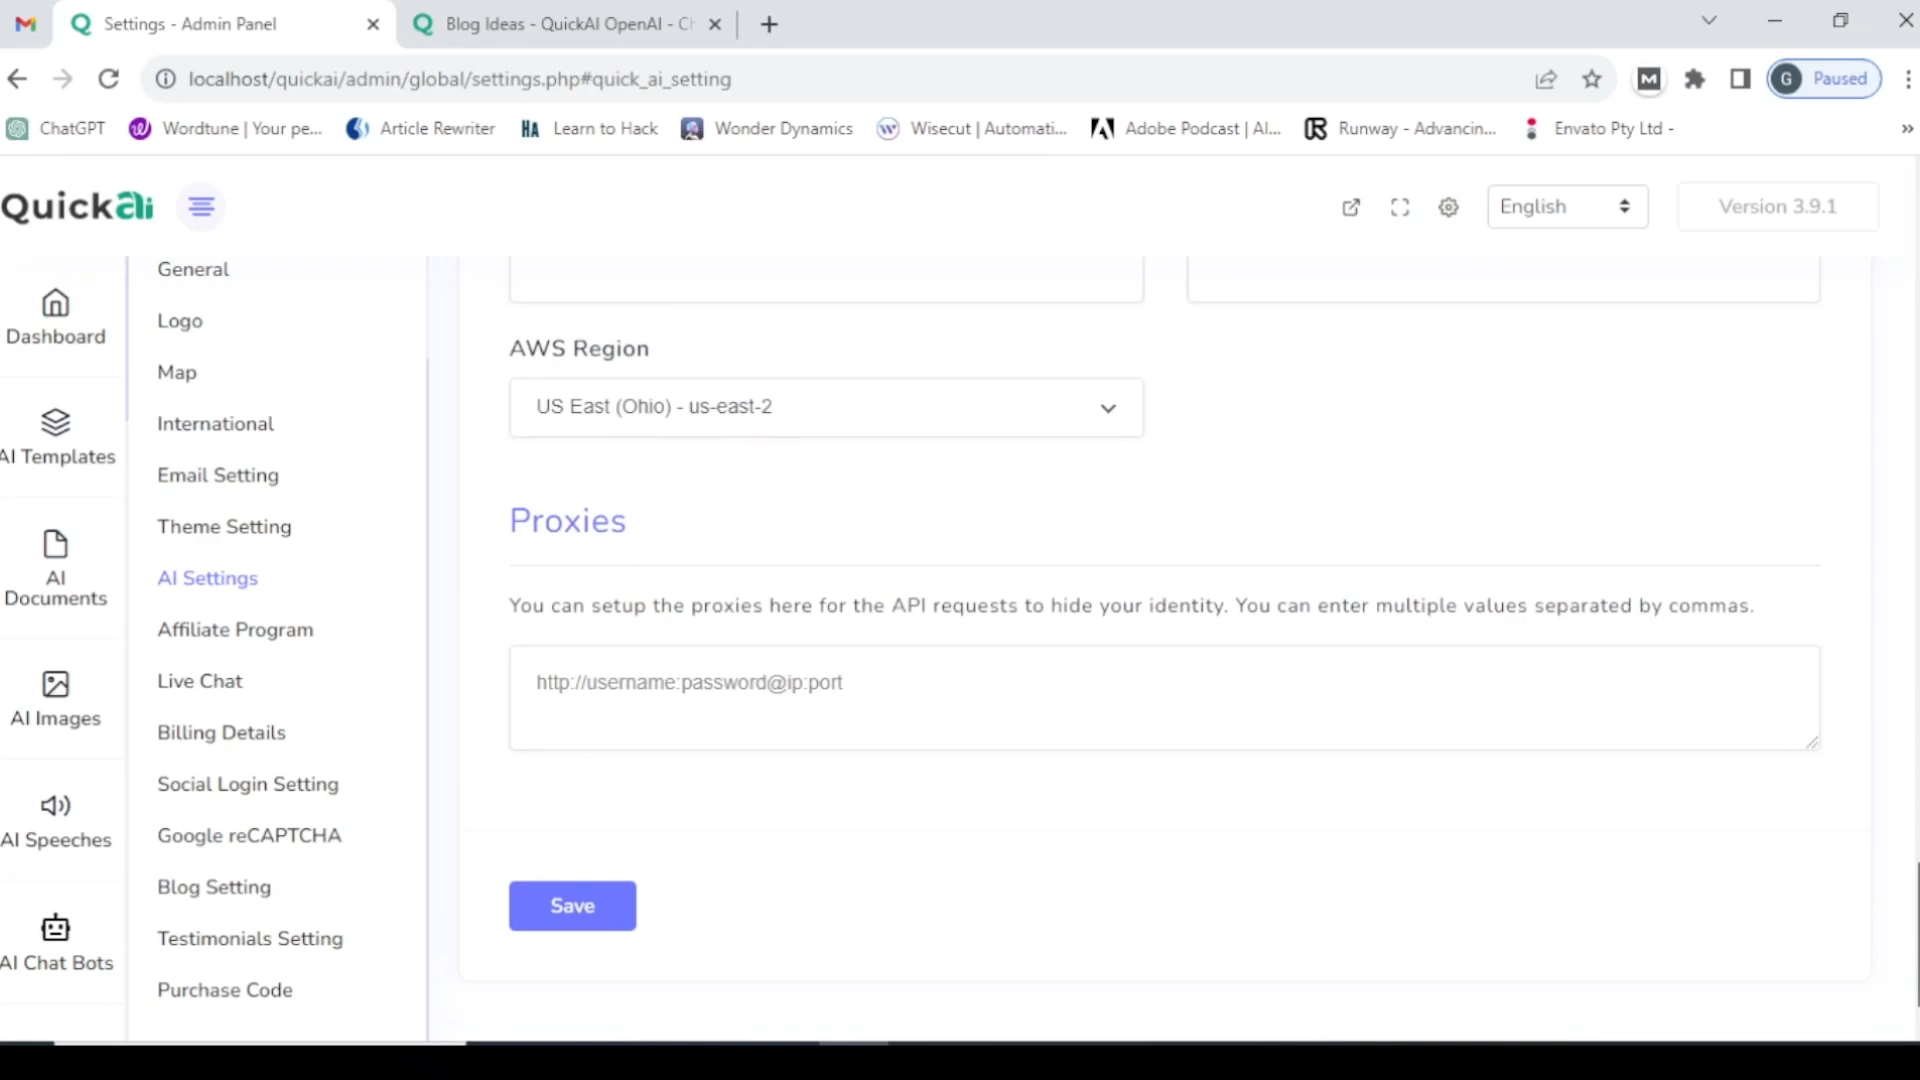 Settings - Admin Panel
Blog Ideas - QuickAI OpenAI - Ch
localhost/quickai/admin/global/settings.php#quick_ai_setting
G
Paused
ChatGPT
Wordtune | Your pe...
Article Rewriter
HA
Learn to Hack
Wonder Dynamics
Wisecut | Automati...
Adobe Podcast | AI...
Runway - Advancin...
Envato Pty Ltd -
Quickai
English
Version 3.9.1
Dashboard
AI Templates
AI
Documents
AI Images
AI Speeches
AI Chat Bots
General
Logo
Map
International
Email Setting
Theme Setting
AI Settings
Affiliate Program
Live Chat
Billing Details
Social Login Setting
Google reCAPTCHA
Blog Setting
Testimonials Setting
Purchase Code
AWS Region
US East (Ohio) - us-east-2
Proxies
You can setup the proxies here for the API requests to hide your identity. You can enter multiple values separated by commas.
http://username:password@ip:port
Save